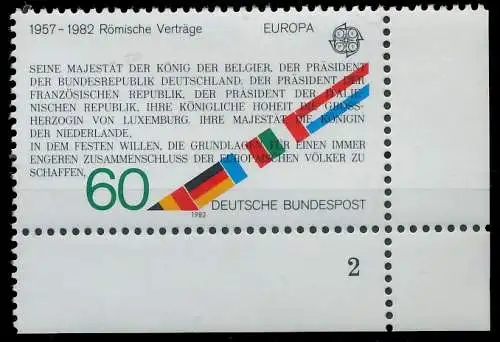 1957–1982 Römische Verträge EUROPA CEPT
SEINE MAJESTÄT DER KÖNIG DER BELGIER, DER PRÄSIDENT
DER BUNDESREPUBLIK DEUTSCHLAND, DER PRÄSIDENT DER
FRANZÖSISCHEN REPUBLIK, DER PRÄSIDENT DER ITALIE-
NISCHEN REPUBLIK, IHRE KÖNIGLICHE HOHEIT DIE GROSS-
HERZOGIN VON LUXEMBURG, IHRE MAJESTÄT DIE KÖNIGIN
DER NIEDERLANDE,
IN DEM FESTEN WILLEN, DIE GRUNDLAGEN FÜR EINEN IMMER
ENGEREN ZUSAMMENSCHLUSS DER EUROPÄISCHEN VÖLKER ZU
SCHAFFEN,
60 DEUTSCHE BUNDESPOST
1982
2